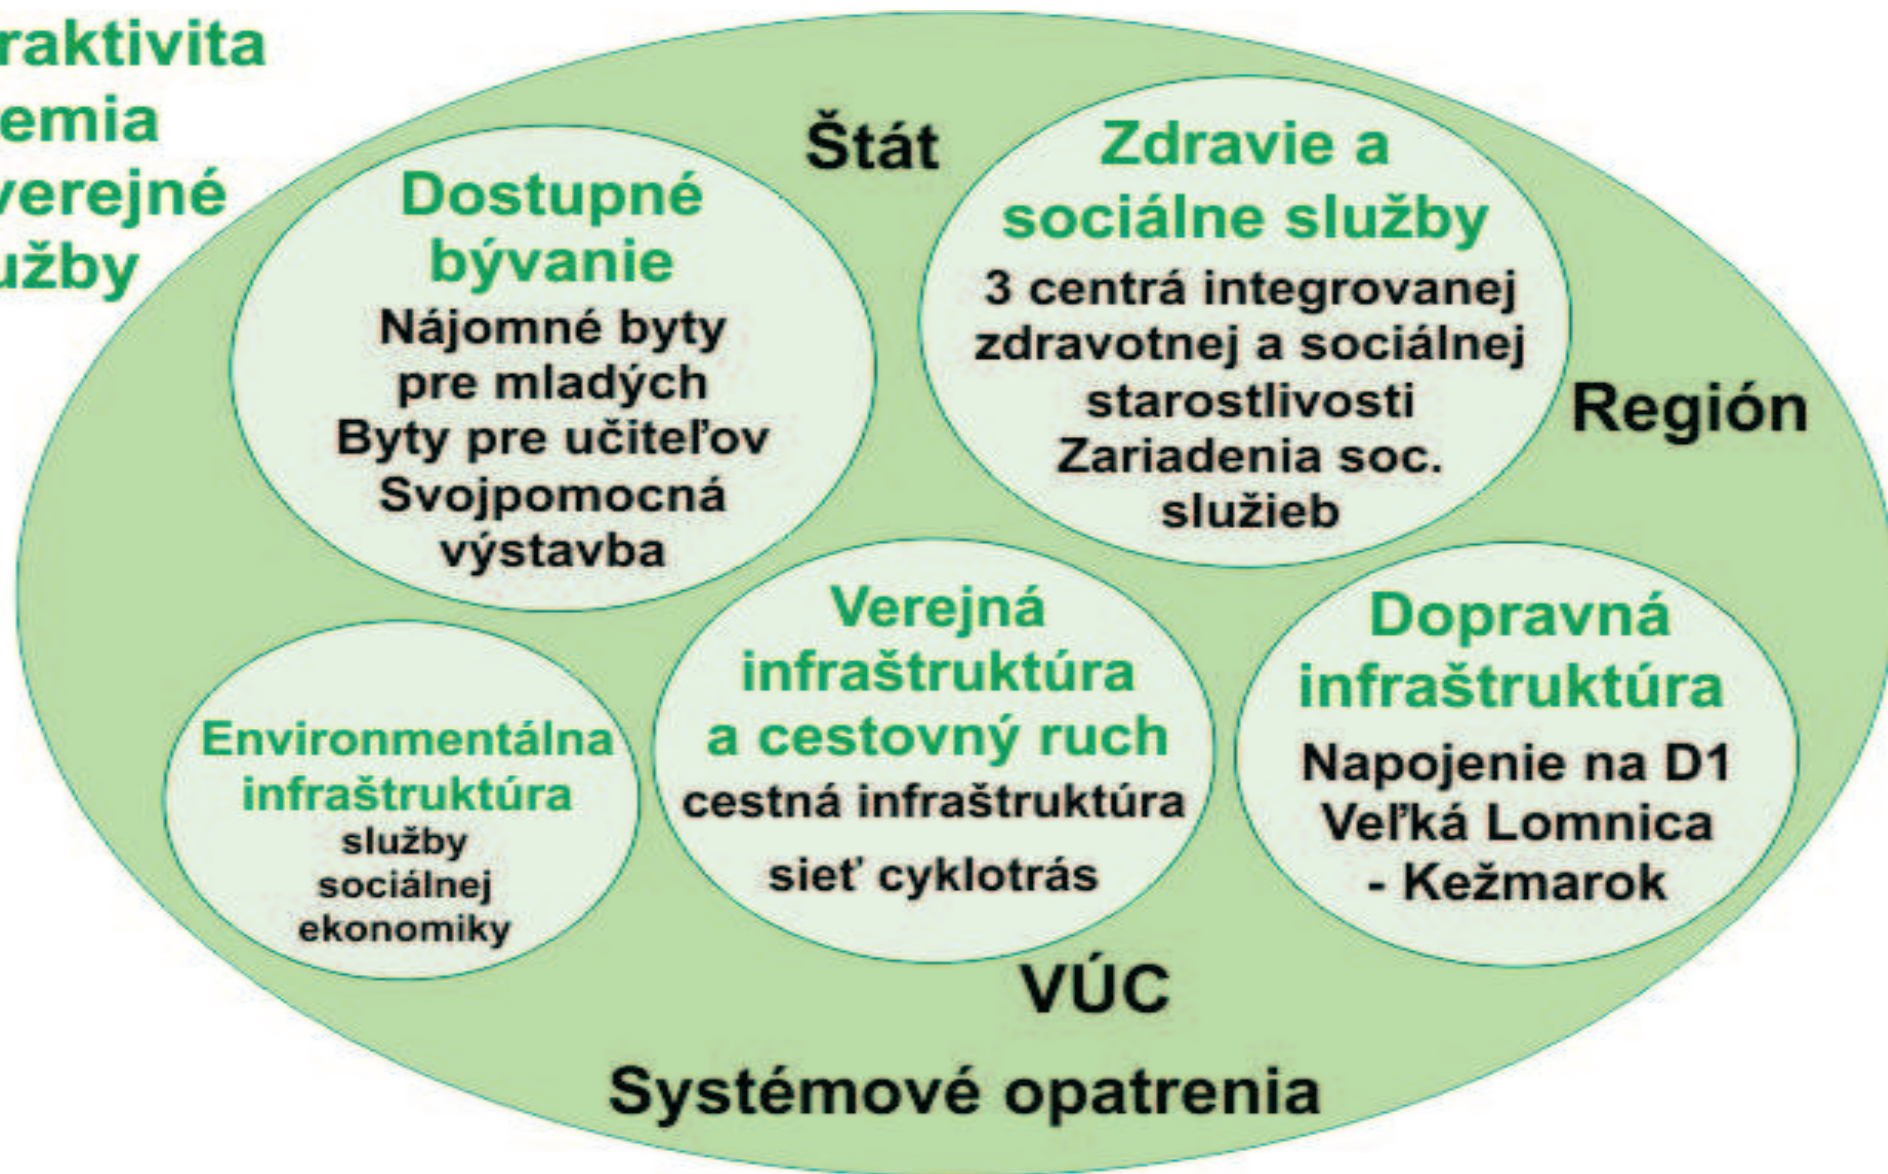 raktivita
emia
verejné
užby
Štát
Dostupné
bývanie
Nájomné byty
pre mladých
Byty pre učiteľov
Svojpomocná
výstavba
Zdravie a
sociálne služby
3 centrá integrovanej
zdravotnej a sociálnej
starostlivosti
Zariadenia soc.
služieb
Región
Environmentálna
infraštruktúra
služby
sociálnej
ekonomiky
Verejná
infraštruktúra
a cestovný ruch
cestná infraštruktúra
sieť cyklotrás
Dopravná
infraštruktúra
Napojenie na D1
Veľká Lomnica
- Kežmarok
VÚC
Systémové opatrenia